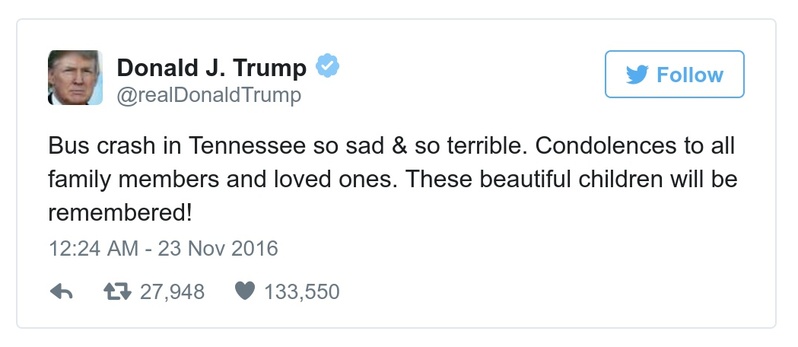 Donald J. Trump
@realDonaldTrump
Follow
Bus crash in Tennessee so sad & so terrible. Condolences to all
family members and loved ones. These beautiful children will be
remembered!
12:24 AM - 23 Nov 2016
27,948 133,550